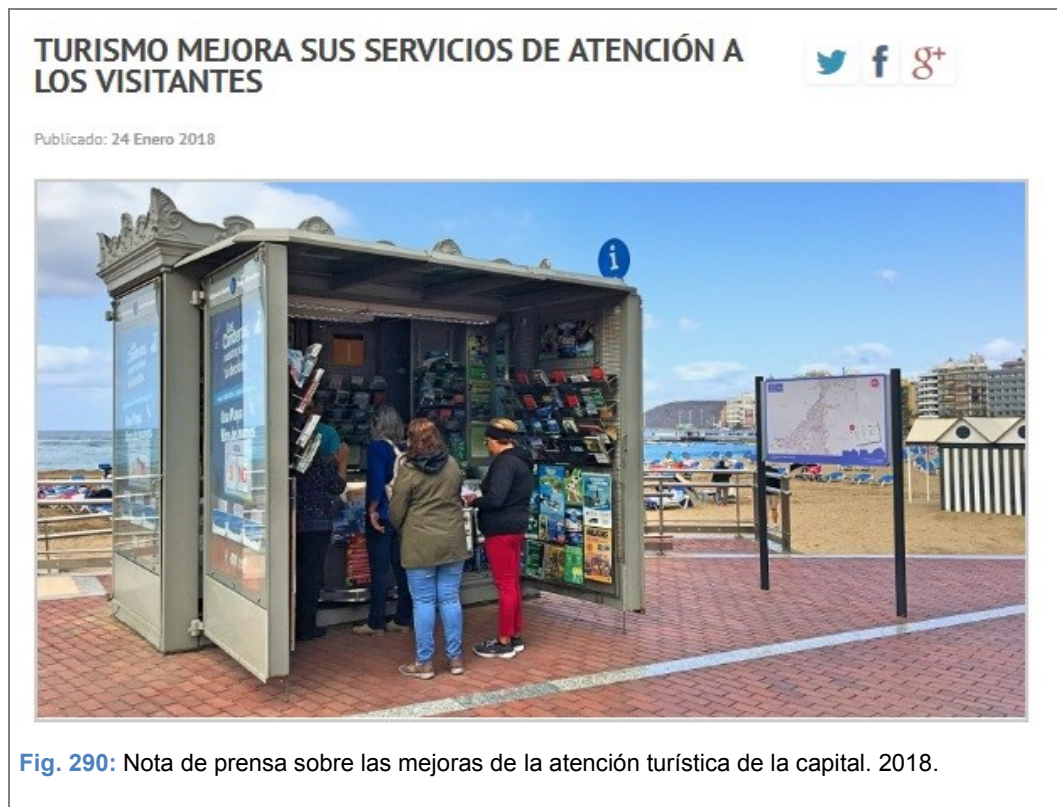 TURISMO MEJORA SUS SERVICIOS DE ATENCIÓN A
LOS VISITANTES
Publicado: 24 Enero 2018
i
Fig. 290: Nota de prensa sobre las mejoras de la atención turística de la capital. 2018.